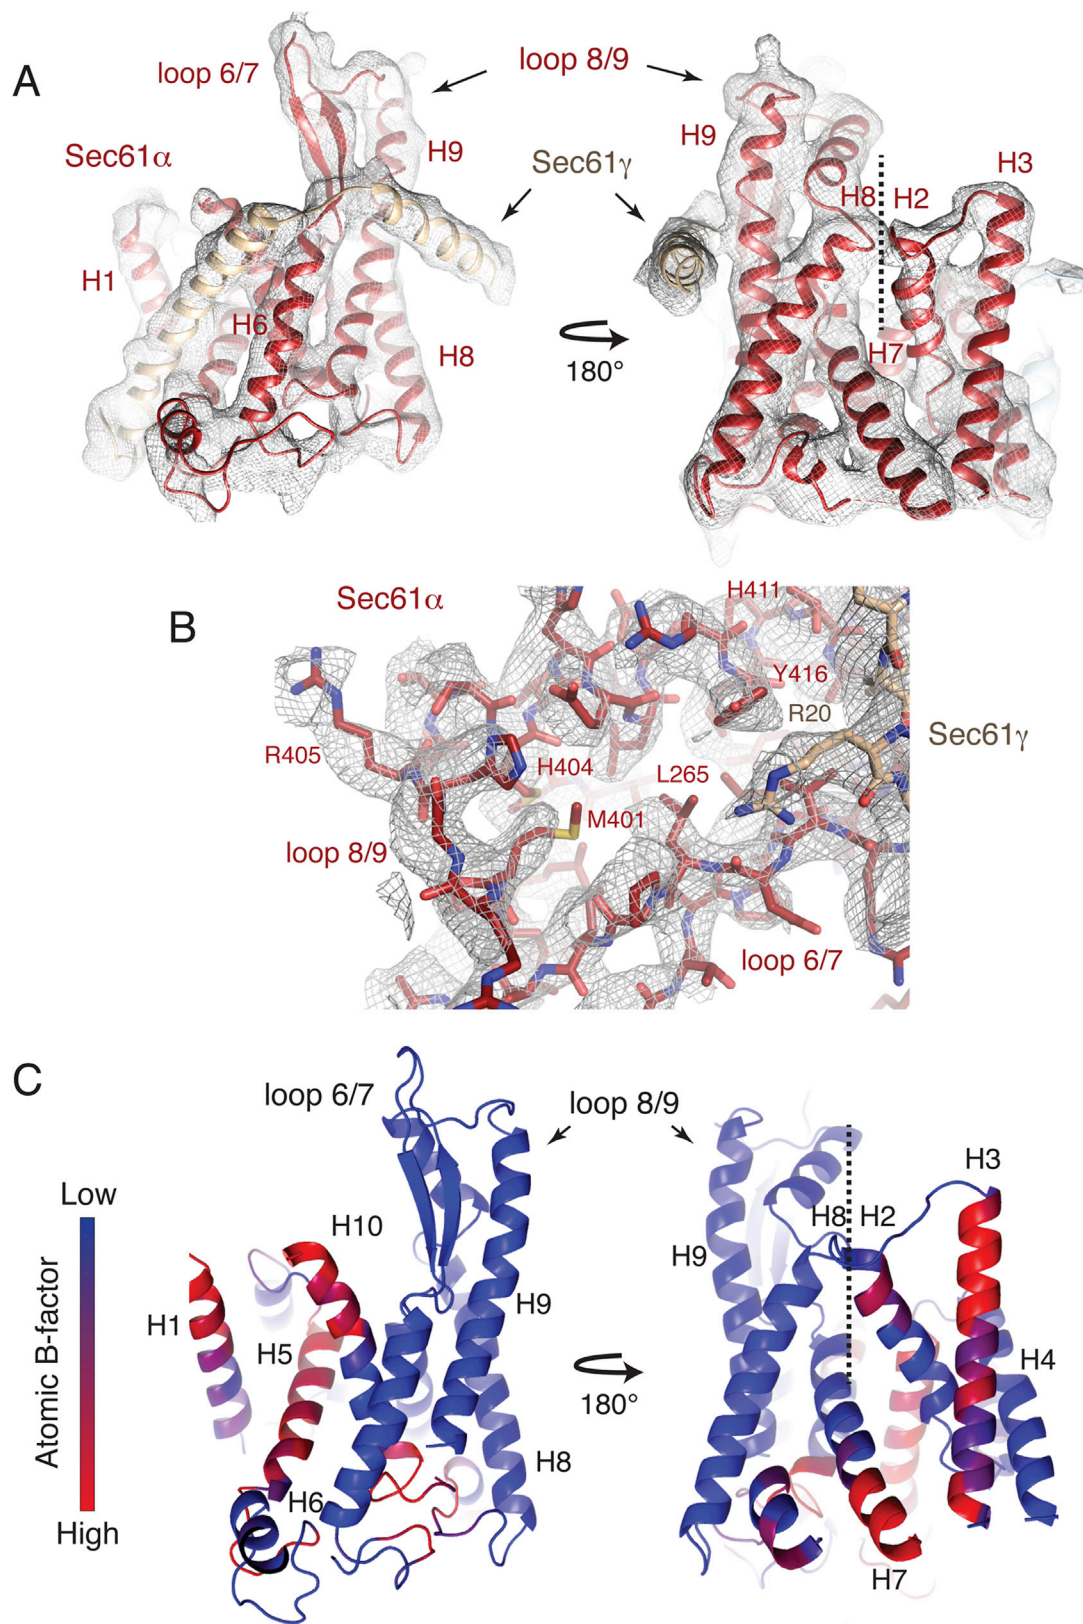 A
loop 6/7
loop 8/9
H9
H9
Sec61α
Sec61γ
H3
H8
H2
H1
H6
H8
H7
180°
B
Sec61α
H411
Y416
R20
Sec61γ
R405
H404
L265
M401
loop 8/9
loop 6/7
C
loop 6/7
loop 8/9
Low
H3
H10
H8
H2
H9
H9
H1
H5
H4
Atomic B-factor
180°
H8
H6
High
H7